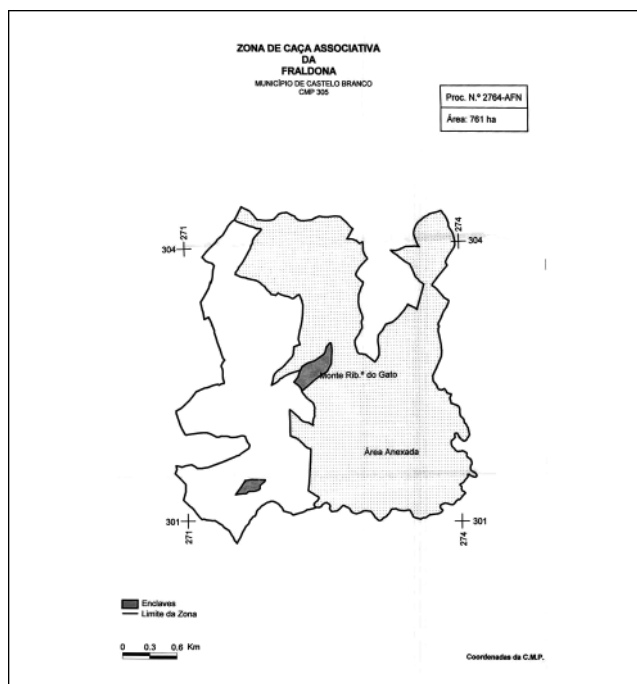 ZONA DE CAÇA ASSOCIATIVA
DA
FRALDONA
MUNICÍPIO DE CASTELO BRANCO
CMP 305
Proc. N.º 2764-AFN
Área: 761 ha
271
304
274
304
Monte Rib.ª do Gato
Área Anexada
301
271
301
274
Enclaves
Limite da Zona
0 0.3 0.6 Km
Coordenadas da C.M.P.